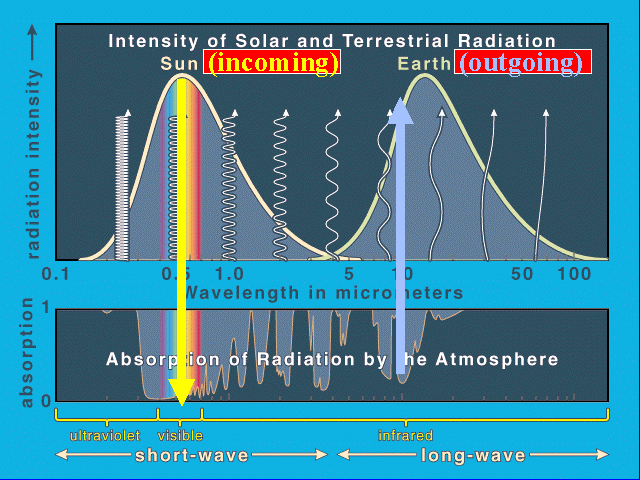 Intensity of Solar and Terrestrial Radiation
Sun (incoming) Earth (outgoing)
radiation intensity
0.1 0.5 1.0 5 10 50 100
Wavelength in micrometers
absorption
1
Absorption of Radiation by the Atmosphere
0
ultraviolet visible infrared
short-wave long-wave